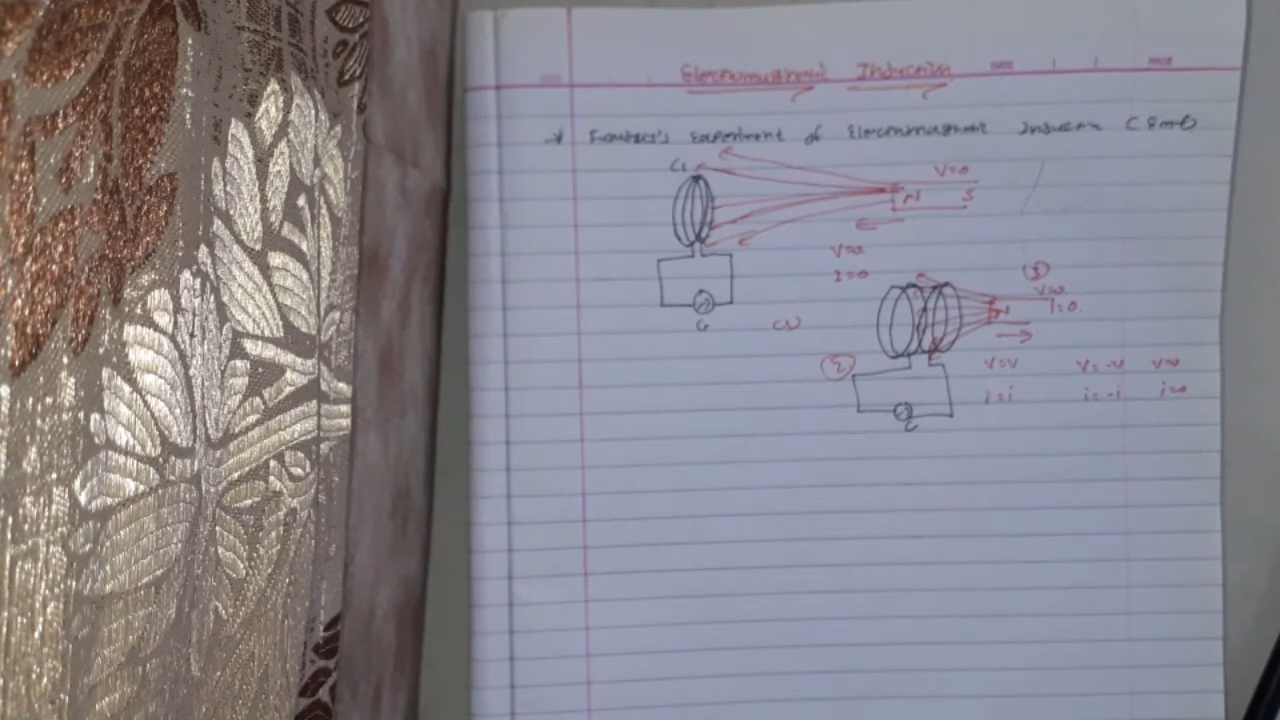 Electromagnetic Induction
Faraday's Experiment of Electromagnetic Induction
C1
V=0
N S
V=0
I=0
G
(1)
V=0
I=0
N
(2)
V=V V=-V V=0
i=i i=-i i=0
G